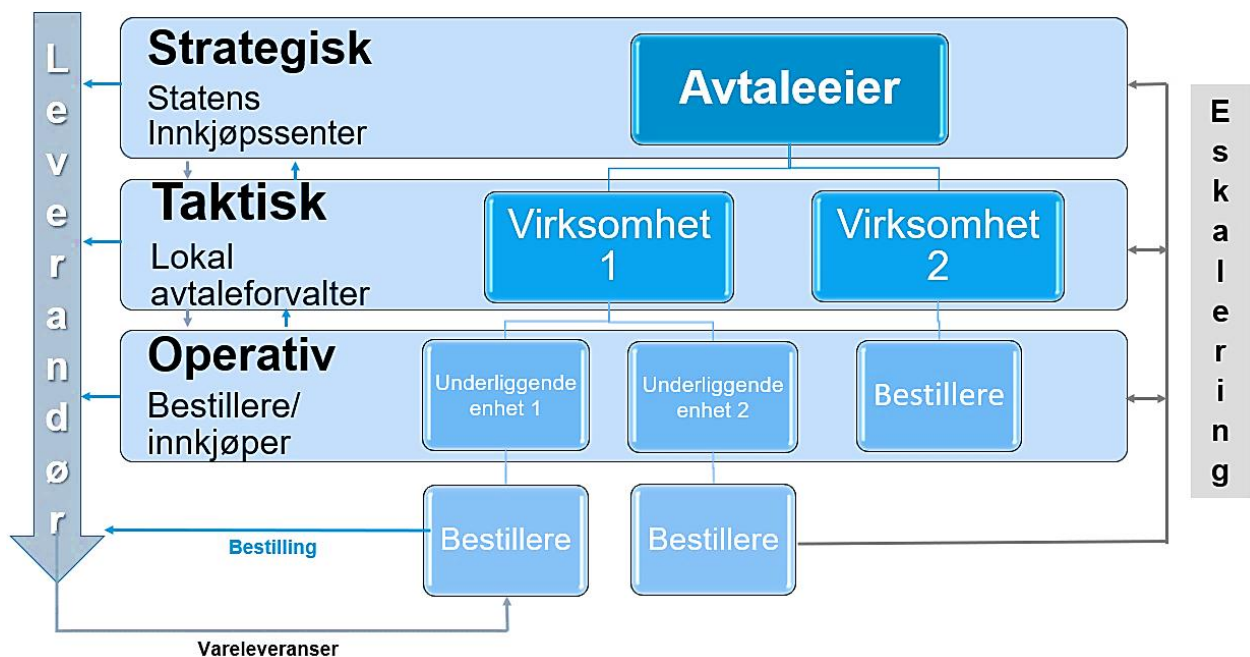 Leverandør
Strategisk
Statens
Innkjøpssenter
Avtaleeier
Taktisk
Lokal
avtaleforvalter
Virksomhet
1
Virksomhet
2
Operativ
Bestillere/
innkjøper
Underliggende
enhet 1
Underliggende
enhet 2
Bestillere
Bestillere
Bestillere
Bestilling
Vareleveranser
Eskalering